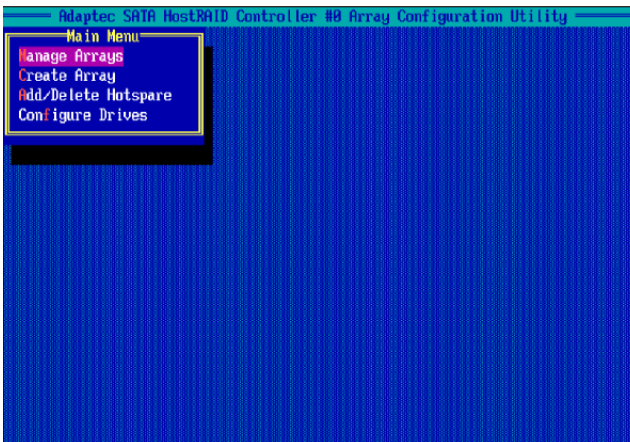 Adaptec SATA HostRAID Controller #0 Array Configuration Utility
Main Menu
Manage Arrays
Create Array
Add/Delete Hotspare
Configure Drives